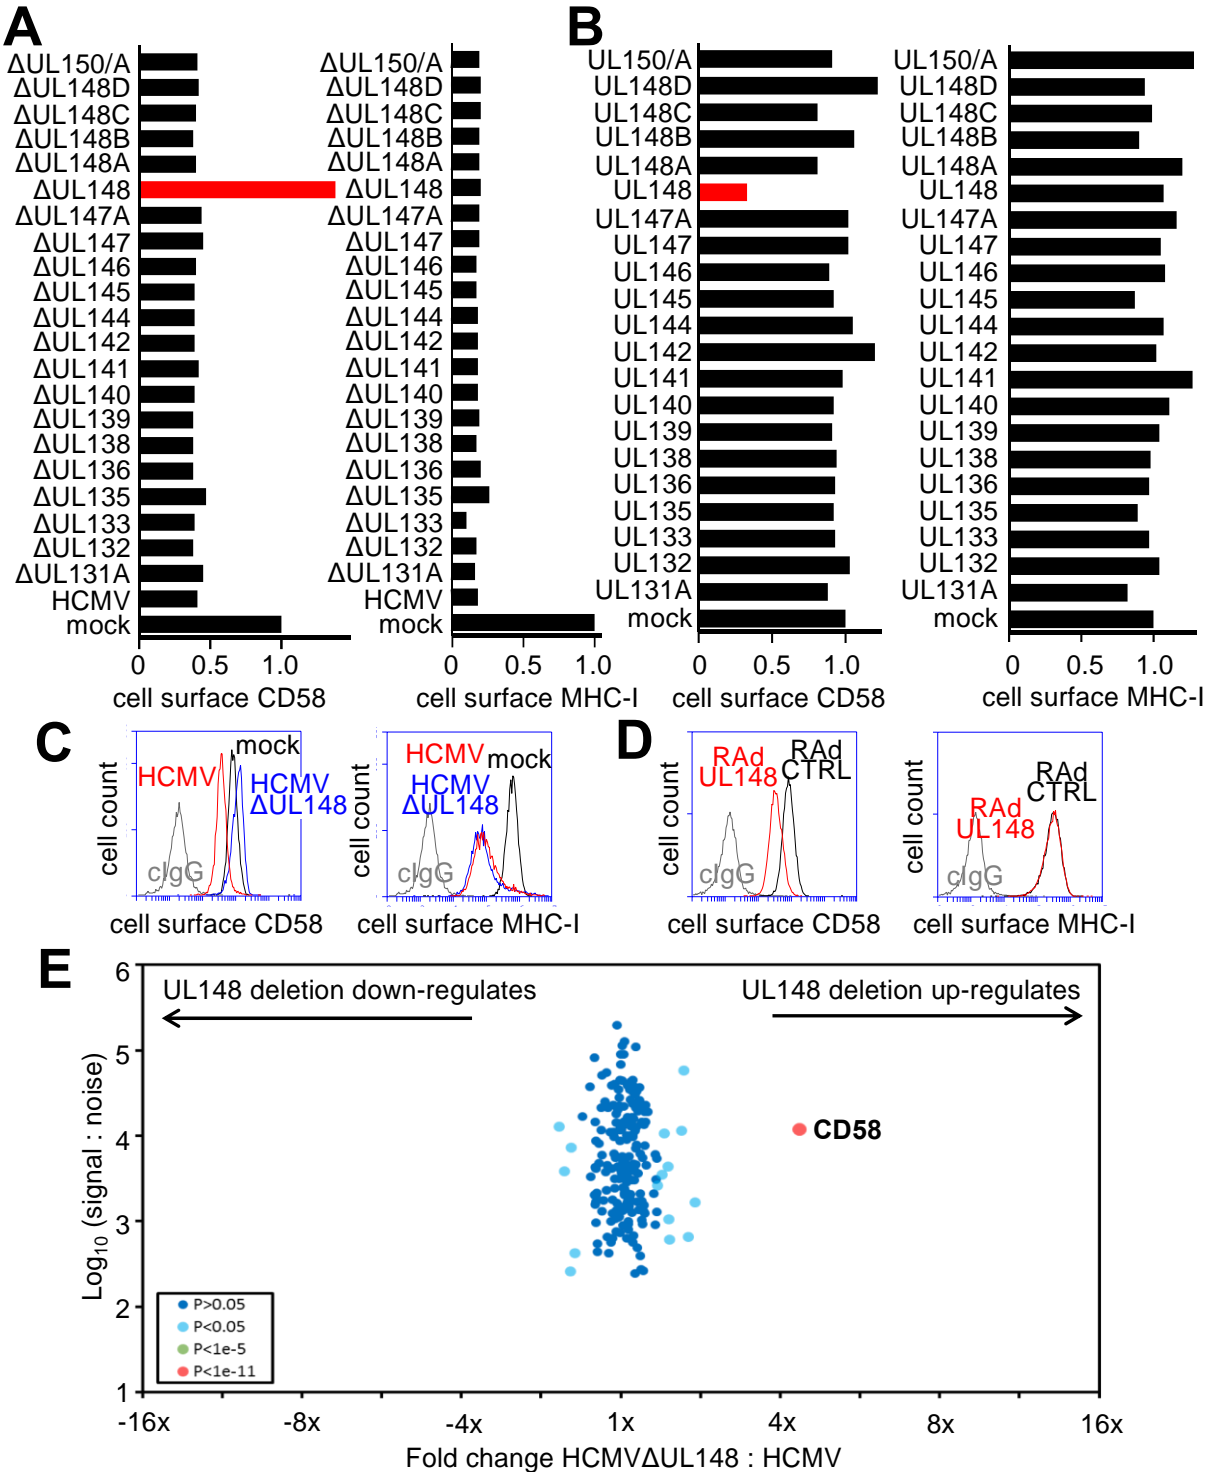 A
ΔUL150/A
ΔUL148D
ΔUL148C
ΔUL148B
ΔUL148A
ΔUL148
ΔUL147A
ΔUL147
ΔUL146
ΔUL145
ΔUL144
ΔUL142
ΔUL141
ΔUL140
ΔUL139
ΔUL138
ΔUL136
ΔUL135
ΔUL133
ΔUL132
ΔUL131A
HCMV
mock
0 0.5 1.0
cell surface CD58
ΔUL150/A
ΔUL148D
ΔUL148C
ΔUL148B
ΔUL148A
ΔUL148
ΔUL147A
ΔUL147
ΔUL146
ΔUL145
ΔUL144
ΔUL142
ΔUL141
ΔUL140
ΔUL139
ΔUL138
ΔUL136
ΔUL135
ΔUL133
ΔUL132
ΔUL131A
HCMV
mock
0 0.5 1.0
cell surface MHC-I
B
UL150/A
UL148D
UL148C
UL148B
UL148A
UL148
UL147A
UL147
UL146
UL145
UL144
UL142
UL141
UL140
UL139
UL138
UL136
UL135
UL133
UL132
UL131A
mock
0 0.5 1.0
cell surface CD58
UL150/A
UL148D
UL148C
UL148B
UL148A
UL148
UL147A
UL147
UL146
UL145
UL144
UL142
UL141
UL140
UL139
UL138
UL136
UL135
UL133
UL132
UL131A
mock
0 0.5 1.0
cell surface MHC-I
C
cell count
mock
HCMV
HCMV
ΔUL148
cIgG
cell surface CD58
cell count
HCMV
mock
HCMV
ΔUL148
cIgG
cell surface MHC-I
D
cell count
RAd
UL148
RAd
CTRL
cIgG
cell surface CD58
cell count
RAd
CTRL
RAd
UL148
cIgG
cell surface MHC-I
E
UL148 deletion down-regulates
UL148 deletion up-regulates
Log₁₀ (signal : noise)
6
5
4
3
2
1
CD58
P>0.05
P<0.05
P<1e-5
P<1e-11
-16x -8x -4x 1x 4x 8x 16x
Fold change HCMVΔUL148 : HCMV